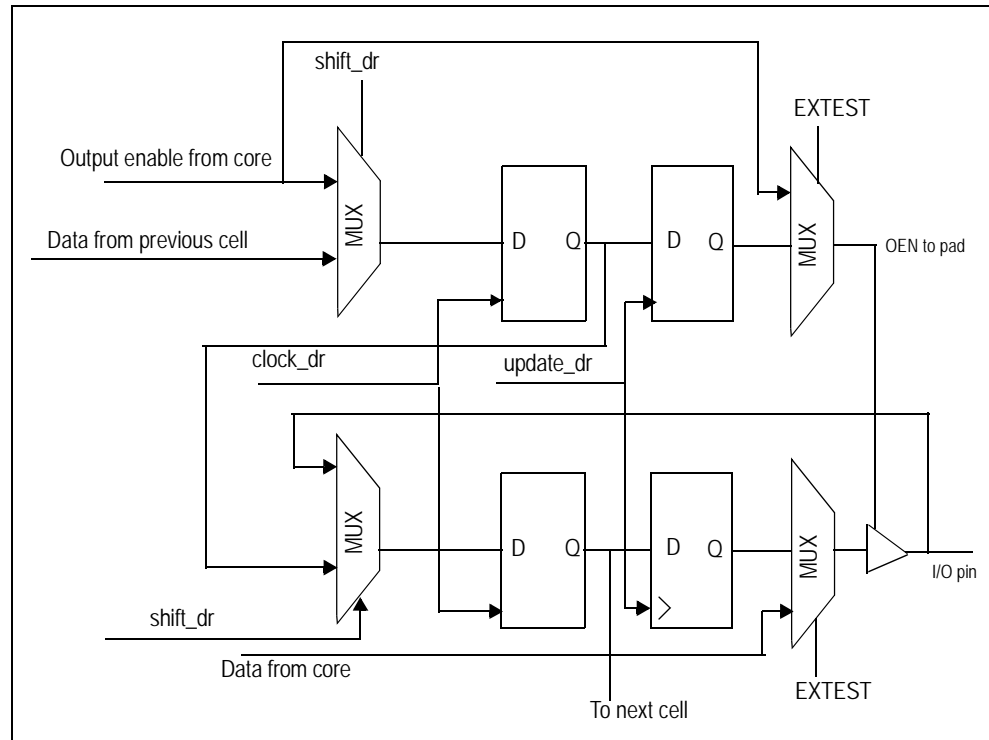 shift_dr
EXTEST
Output enable from core
Data from previous cell
MUX
D Q
D Q
MUX
OEN to pad
clock_dr
update_dr
MUX
D Q
D Q
MUX
I/O pin
shift_dr
Data from core
EXTEST
To next cell